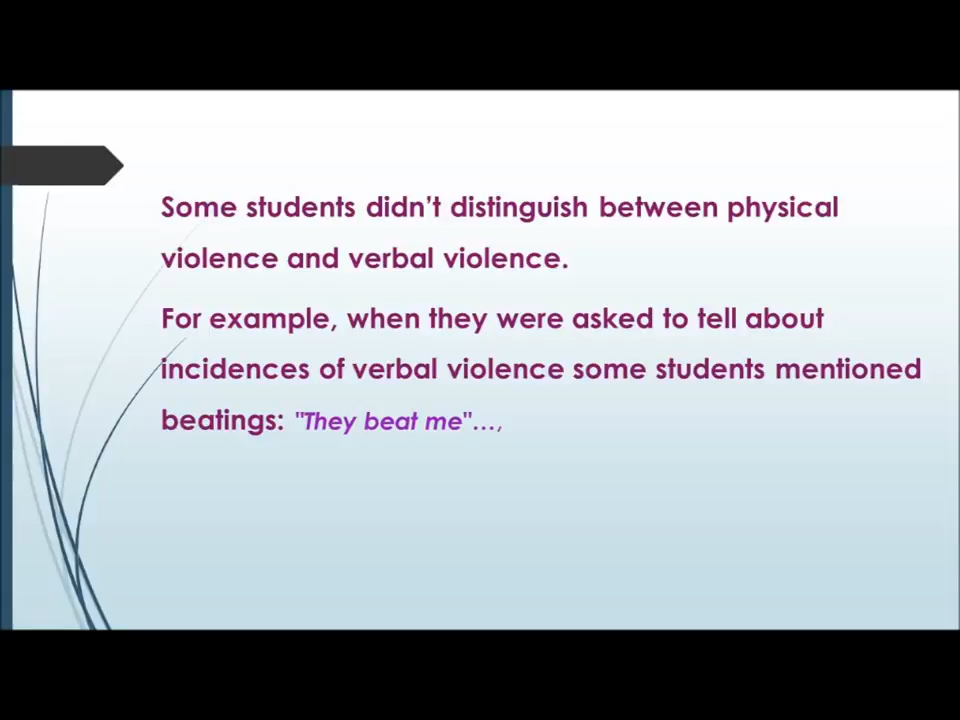 Some students didn’t distinguish between physical
violence and verbal violence.
For example, when they were asked to tell about
incidences of verbal violence some students mentioned
beatings: "They beat me"…,